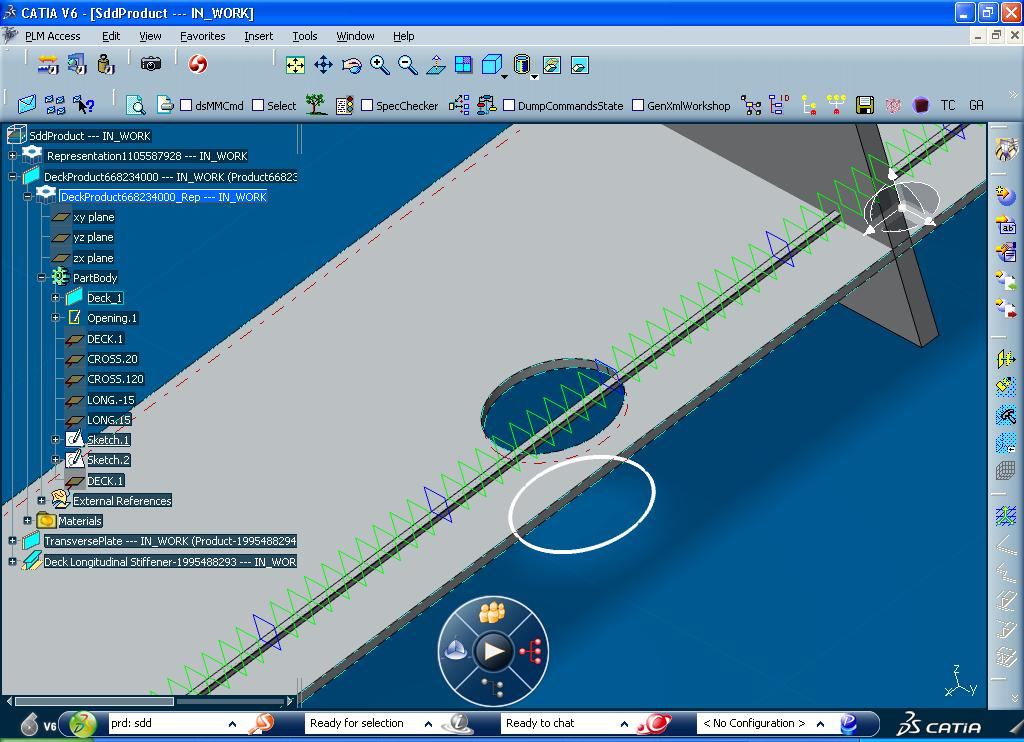 CATIA V6 - [SddProduct --- IN_WORK]
PLM Access Edit View Favorites Insert Tools Window Help
dsMMCmd Select SpecChecker DumpCommandsState GenXmlWorkshop TC GA
SddProduct --- IN_WORK
Representation1105587928 --- IN_WORK
DeckProduct668234000 --- IN_WORK (Product66823
DeckProduct668234000_Rep --- IN_WORK
xy plane
yz plane
zx plane
PartBody
Deck_1
Opening.1
DECK.1
CROSS.20
CROSS.120
LONG.-15
LONG.15
Sketch.1
Sketch.2
DECK.1
External References
Materials
TransversePlate --- IN_WORK (Product-1995488294
Deck Longitudinal Stiffener-1995488293 --- IN_WOR
Z
X Y
V6 prd: sdd Ready for selection Ready to chat < No Configuration > CATIA